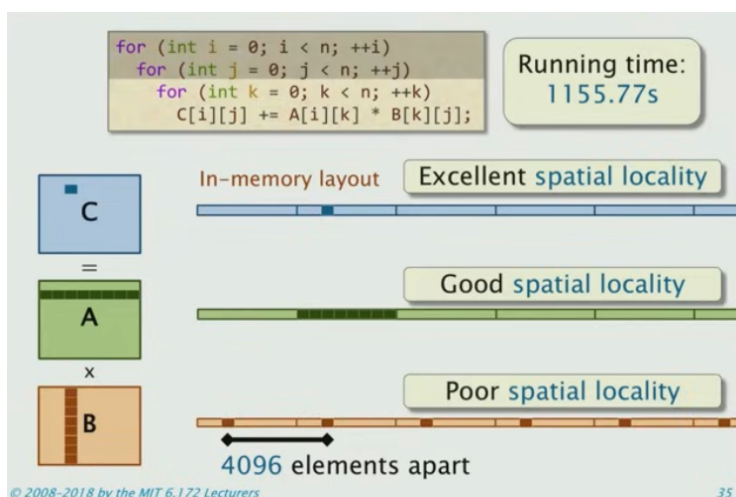 for (int i = 0; i < n; ++i)
for (int j = 0; j < n; ++j)
for (int k = 0; k < n; ++k)
C[i][j] += A[i][k] * B[k][j];
Running time:
1155.77s
In-memory layout
Excellent spatial locality
C
=
Good spatial locality
A
x
Poor spatial locality
B
4096 elements apart
© 2008-2018 by the MIT 6.172 Lecturers
35